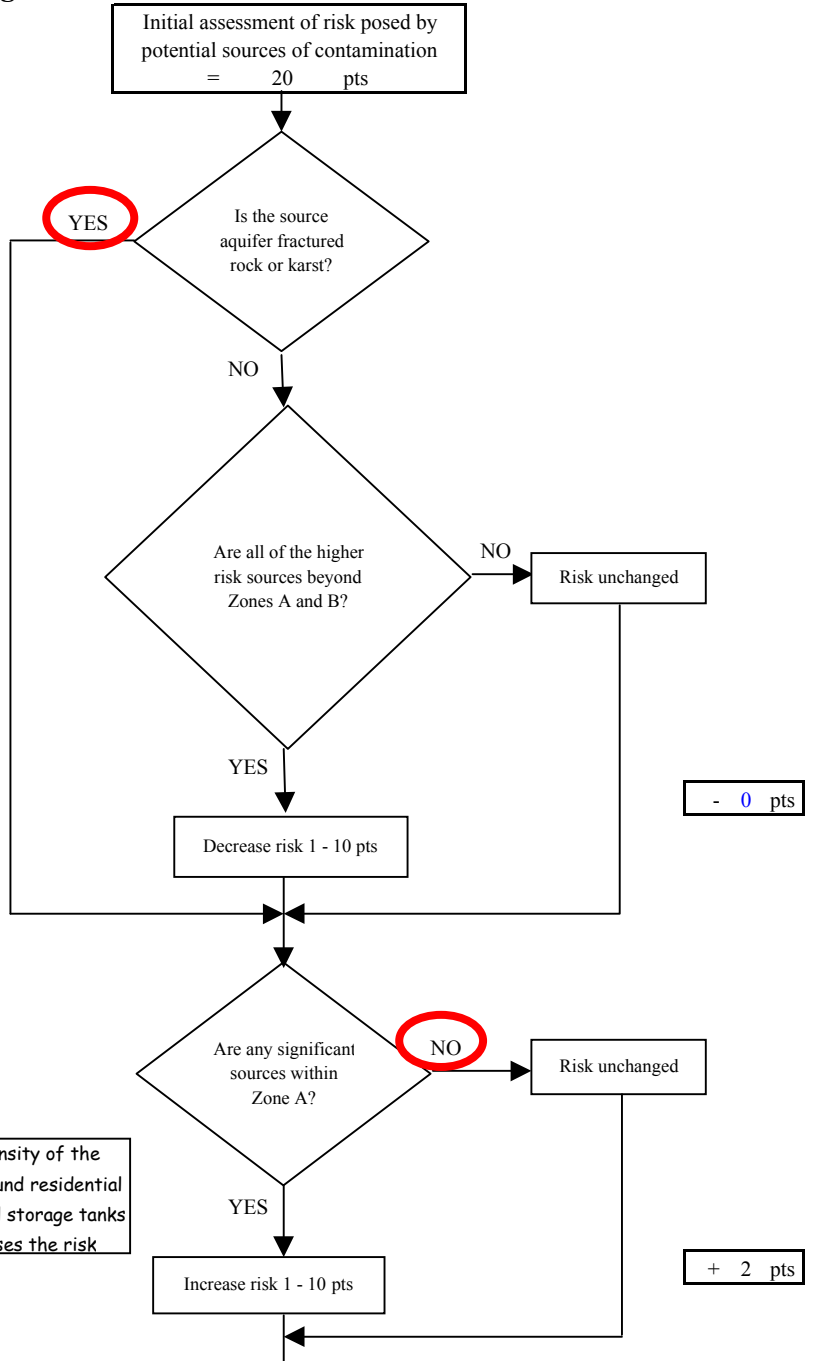 Initial assessment of risk posed by
potential sources of contamination
= 20 pts
YES
Is the source
aquifer fractured
rock or karst?
NO
Are all of the higher
risk sources beyond
Zones A and B?
NO
Risk unchanged
YES
- 0 pts
Decrease risk 1 - 10 pts
Are any significant
sources within
Zone A?
NO
Risk unchanged
nsity of the
und residential
storage tanks
ses the risk
YES
+ 2 pts
Increase risk 1 - 10 pts